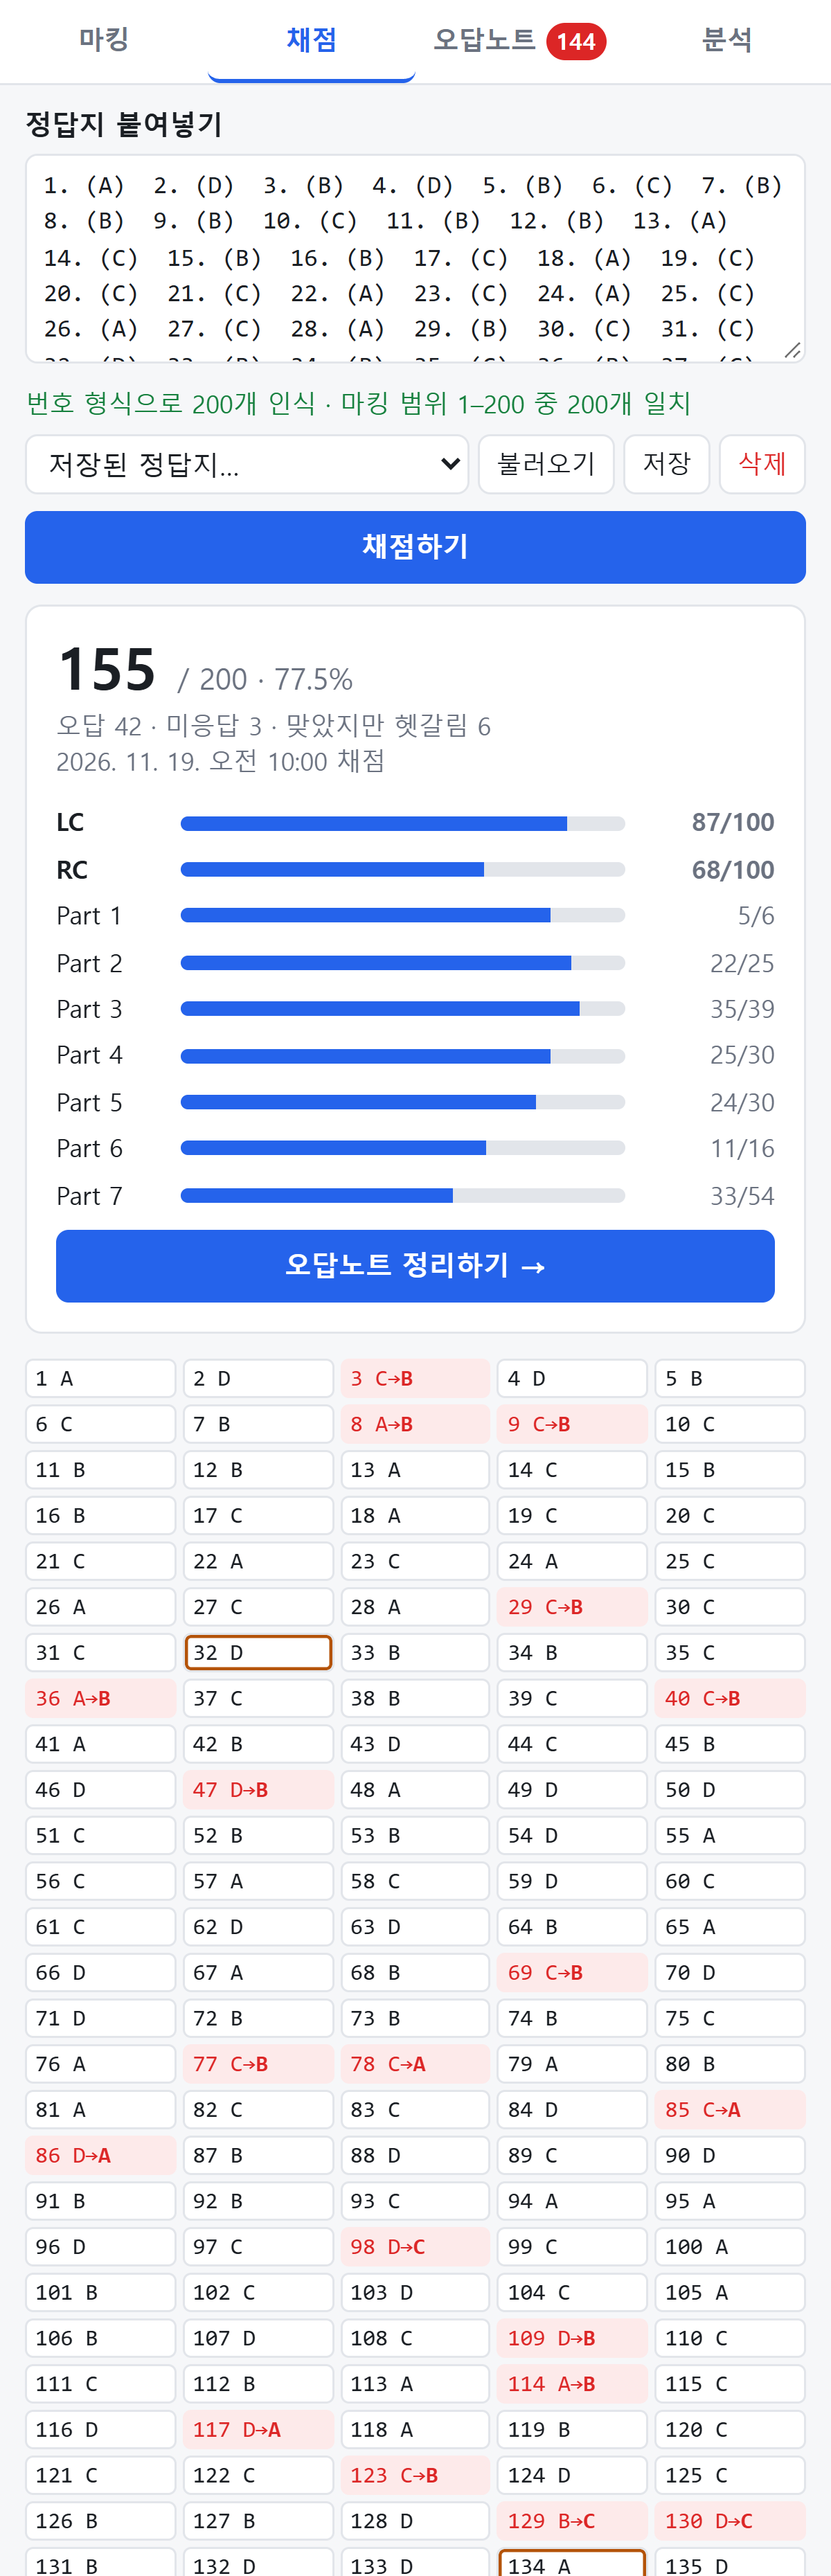 마킹 채점 오답노트 144 분석
정답지 붙여넣기
1. (A) 2. (D) 3. (B) 4. (D) 5. (B) 6. (C) 7. (B)
8. (B) 9. (B) 10. (C) 11. (B) 12. (B) 13. (A)
14. (C) 15. (B) 16. (B) 17. (C) 18. (A) 19. (C)
20. (C) 21. (C) 22. (A) 23. (C) 24. (A) 25. (C)
26. (A) 27. (C) 28. (A) 29. (B) 30. (C) 31. (C)
번호 형식으로 200개 인식 · 마킹 범위 1–200 중 200개 일치
저장된 정답지... 불러오기 저장 삭제
채점하기
155 / 200 · 77.5%
오답 42 · 미응답 3 · 맞았지만 헷갈림 6
2026. 11. 19. 오전 10:00 채점
LC 87/100
RC 68/100
Part 1 5/6
Part 2 22/25
Part 3 35/39
Part 4 25/30
Part 5 24/30
Part 6 11/16
Part 7 33/54
오답노트 정리하기 →
1 A 2 D 3 C→B 4 D 5 B
6 C 7 B 8 A→B 9 C→B 10 C
11 B 12 B 13 A 14 C 15 B
16 B 17 C 18 A 19 C 20 C
21 C 22 A 23 C 24 A 25 C
26 A 27 C 28 A 29 C→B 30 C
31 C 32 D 33 B 34 B 35 C
36 A→B 37 C 38 B 39 C 40 C→B
41 A 42 B 43 D 44 C 45 B
46 D 47 D→B 48 A 49 D 50 D
51 C 52 B 53 B 54 D 55 A
56 C 57 A 58 C 59 D 60 C
61 C 62 D 63 D 64 B 65 A
66 D 67 A 68 B 69 C→B 70 D
71 D 72 B 73 B 74 B 75 C
76 A 77 C→B 78 C→A 79 A 80 B
81 A 82 C 83 C 84 D 85 C→A
86 D→A 87 B 88 D 89 C 90 D
91 B 92 B 93 C 94 A 95 A
96 D 97 C 98 D→C 99 C 100 A
101 B 102 C 103 D 104 C 105 A
106 B 107 D 108 C 109 D→B 110 C
111 C 112 B 113 A 114 A→B 115 C
116 D 117 D→A 118 A 119 B 120 C
121 C 122 C 123 C→B 124 D 125 C
126 B 127 B 128 D 129 B→C 130 D→C
131 B 132 D 133 D 134 A 135 D